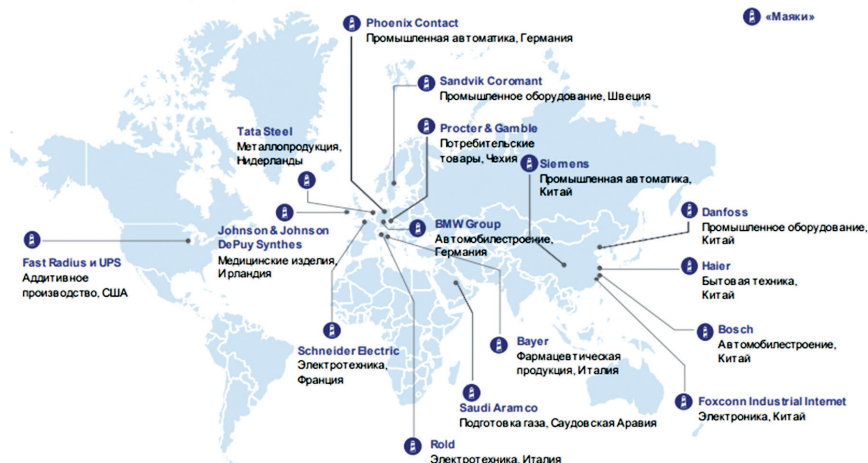 Phoenix Contact
Промышленная автоматика, Германия
«Маяки»
Sandvik Coromant
Промышленное оборудование, Швеция
Tata Steel
Металлопродукция,
Нидерланды
Procter & Gamble
Потребительские
товары, Чехия
Siemens
Промышленная автоматика,
Китай
Johnson & Johnson
DePuy Synthes
Медицинские изделия,
Ирландия
BMW Group
Автомобилестроение,
Германия
Danfoss
Промышленное оборудование,
Китай
Fast Radius и UPS
Аддитивное
производство, США
Haier
Бытовая техника,
Китай
Schneider Electric
Электротехника,
Франция
Bayer
Фармацевтическая
продукция, Италия
Bosch
Автомобилестроение,
Китай
Saudi Aramco
Подготовка газа, Саудовская Аравия
Foxconn Industrial Internet
Электроника, Китай
Rold
Электротехника, Италия